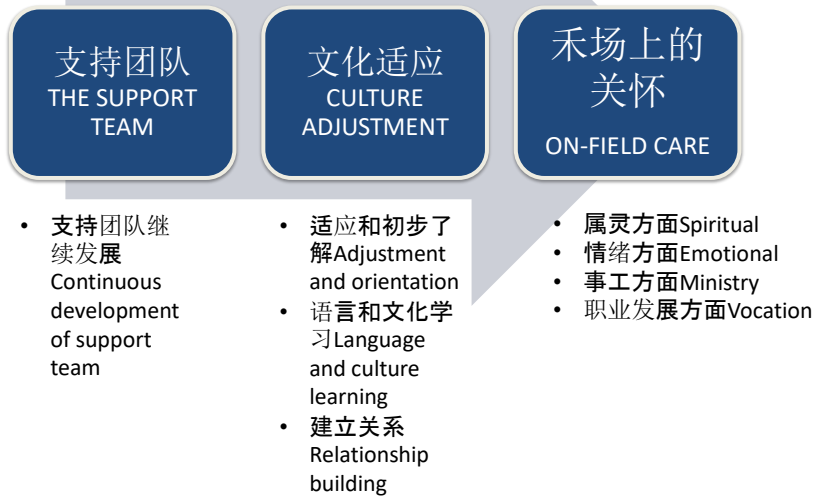 支持团队
THE SUPPORT
TEAM
文化适应
CULTURE
ADJUSTMENT
禾场上的
关怀
ON-FIELD CARE
• 支持团队继
续发展
Continuous
development
of support
team
• 适应和初步了
解Adjustment
and orientation
• 语言和文化学
习Language
and culture
learning
• 建立关系
Relationship
building
• 属灵方面Spiritual
• 情绪方面Emotional
• 事工方面Ministry
• 职业发展方面Vocation